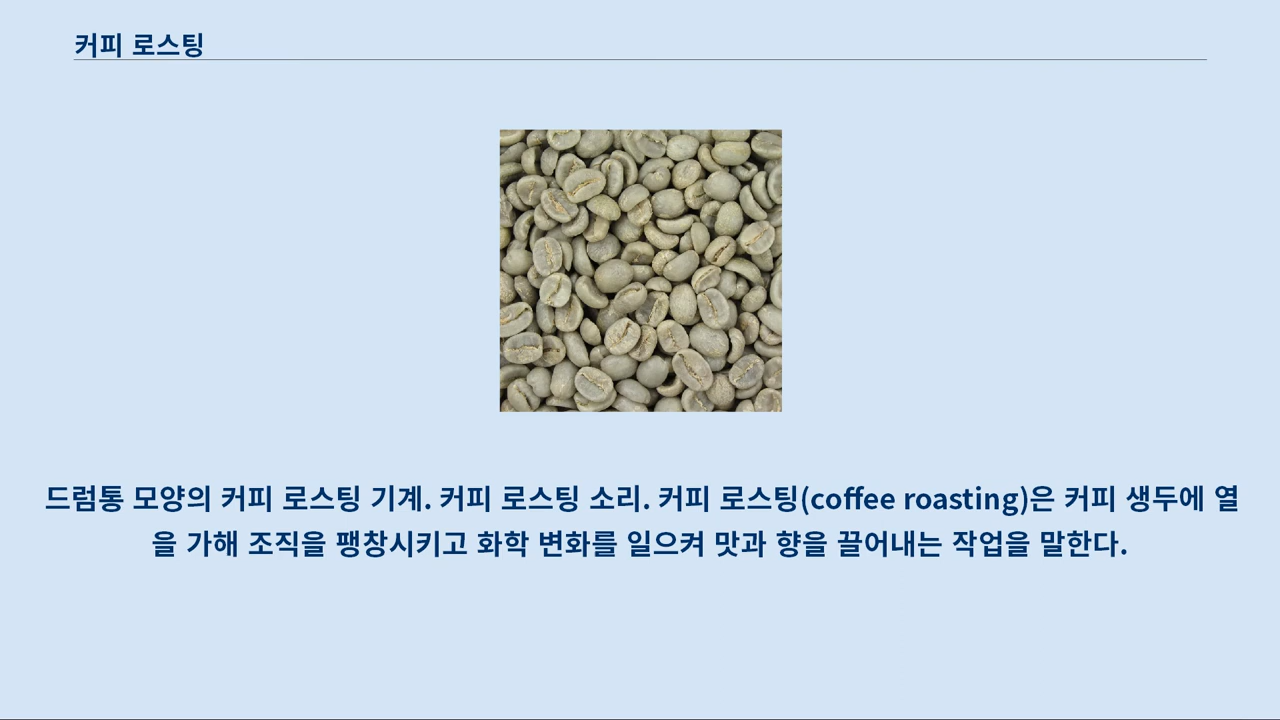 커피 로스팅
드럼통 모양의 커피 로스팅 기계. 커피 로스팅 소리. 커피 로스팅(coffee roasting)은 커피 생두에 열
을 가해 조직을 팽창시키고 화학 변화를 일으켜 맛과 향을 끌어내는 작업을 말한다.